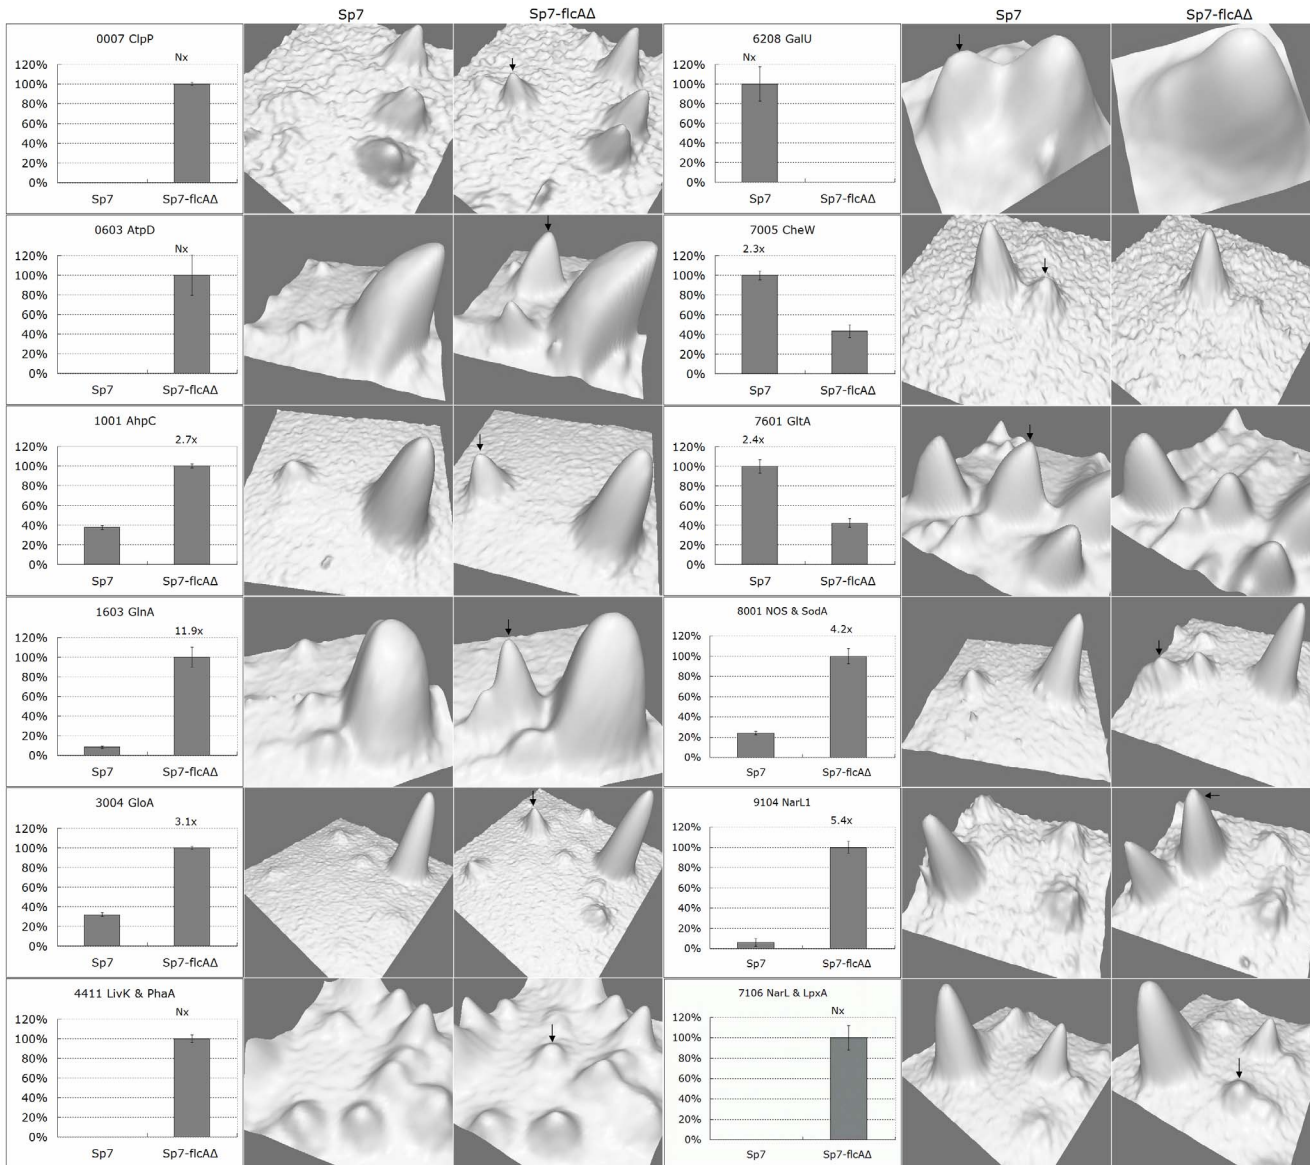 Sp7
Sp7-flcAΔ
Sp7
Sp7-flcAΔ
0007 ClpP
Nx
120%
100%
80%
60%
40%
20%
0%
Sp7
Sp7-flcAΔ
6208 GalU
Nx
120%
100%
80%
60%
40%
20%
0%
Sp7
Sp7-flcAΔ
0603 AtpD
Nx
120%
100%
80%
60%
40%
20%
0%
Sp7
Sp7-flcAΔ
7005 CheW
2.3x
120%
100%
80%
60%
40%
20%
0%
Sp7
Sp7-flcAΔ
1001 AhpC
2.7x
120%
100%
80%
60%
40%
20%
0%
Sp7
Sp7-flcAΔ
7601 GltA
2.4x
120%
100%
80%
60%
40%
20%
0%
Sp7
Sp7-flcAΔ
1603 GlnA
11.9x
120%
100%
80%
60%
40%
20%
0%
Sp7
Sp7-flcAΔ
8001 NOS & SodA
4.2x
120%
100%
80%
60%
40%
20%
0%
Sp7
Sp7-flcAΔ
3004 GloA
3.1x
120%
100%
80%
60%
40%
20%
0%
Sp7
Sp7-flcAΔ
9104 NarL1
5.4x
120%
100%
80%
60%
40%
20%
0%
Sp7
Sp7-flcAΔ
4411 LivK & PhaA
Nx
120%
100%
80%
60%
40%
20%
0%
Sp7
Sp7-flcAΔ
7106 NarL & LpxA
Nx
120%
100%
80%
60%
40%
20%
0%
Sp7
Sp7-flcAΔ